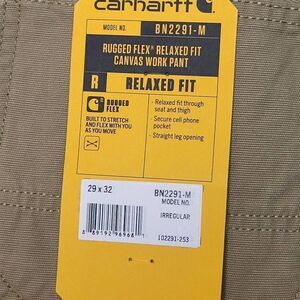 carhartt
MODEL NO. BN2291-M
RUGGED FLEX® RELAXED FIT
CANVAS WORK PANT
R RELAXED FIT
RUGGED
FLEX
BUILT TO STRETCH
AND FLEX WITH YOU
AS YOU MOVE
- Relaxed fit through
seat and thigh
- Secure cell phone
pocket
- Straight leg opening
29 x 32
BN2291-M
MODEL NO.
IRREGULAR
102291-253